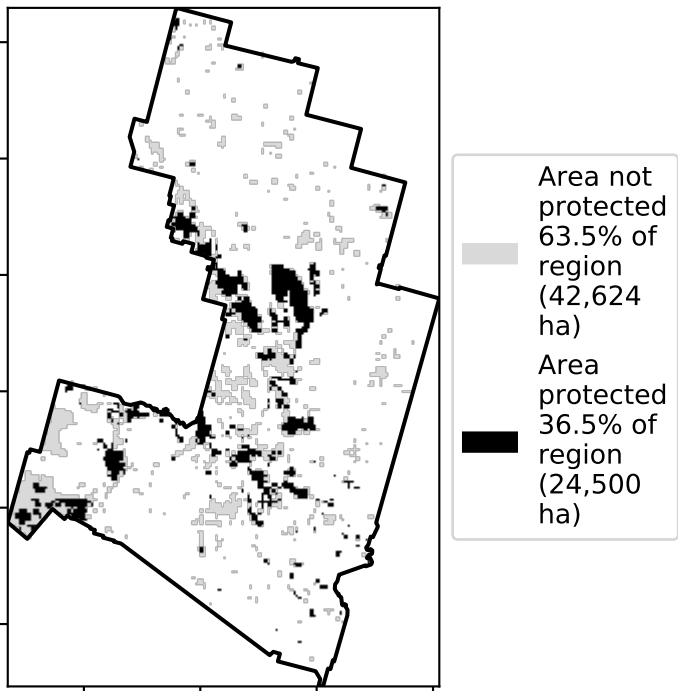 Area not
protected
63.5% of
region
(42,624
ha)
Area
protected
36.5% of
region
(24,500
ha)